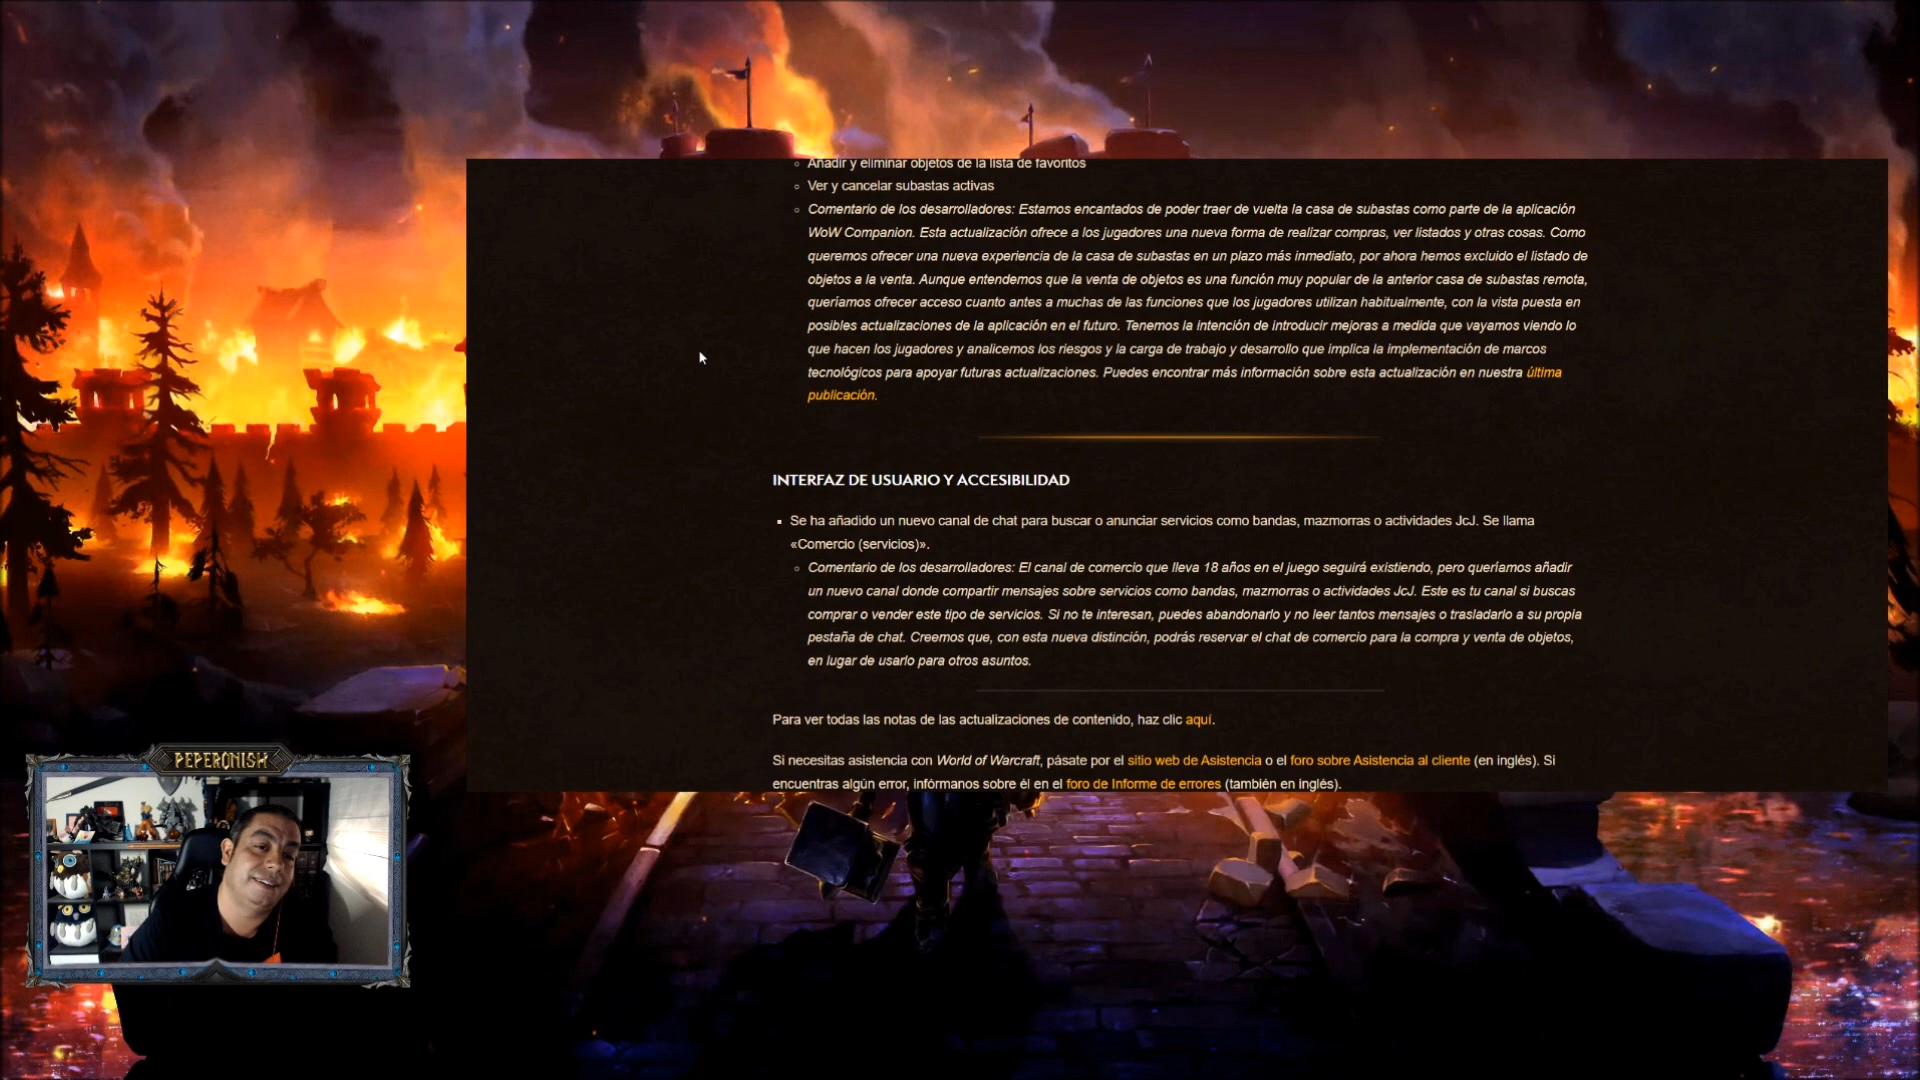 Añadir y eliminar objetos de la lista de favoritos
Ver y cancelar subastas activas
Comentario de los desarrolladores: Estamos encantados de poder traer de vuelta la casa de subastas como parte de la aplicación
WoW Companion. Esta actualización ofrece a los jugadores una nueva forma de realizar compras, ver listados y otras cosas. Como
queremos ofrecer una nueva experiencia de la casa de subastas en un plazo más inmediato, por ahora hemos excluido el listado de
objetos a la venta. Aunque entendemos que la venta de objetos es una función muy popular de la anterior casa de subastas remota,
queríamos ofrecer acceso cuanto antes a muchas de las funciones que los jugadores utilizan habitualmente, con la vista puesta en
posibles actualizaciones de la aplicación en el futuro. Tenemos la intención de introducir mejoras a medida que vayamos viendo lo
que hacen los jugadores y analicemos los riesgos y la carga de trabajo y desarrollo que implica la implementación de marcos
tecnológicos para apoyar futuras actualizaciones. Puedes encontrar más información sobre esta actualización en nuestra última
publicación.
INTERFAZ DE USUARIO Y ACCESIBILIDAD
Se ha añadido un nuevo canal de chat para buscar o anunciar servicios como bandas, mazmorras o actividades JcJ. Se llama
«Comercio (servicios)».
Comentario de los desarrolladores: El canal de comercio que lleva 18 años en el juego seguirá existiendo, pero queríamos añadir
un nuevo canal donde compartir mensajes sobre servicios como bandas, mazmorras o actividades JcJ. Este es tu canal si buscas
comprar o vender este tipo de servicios. Si no te interesan, puedes abandonarlo y no leer tantos mensajes o trasladarlo a su propia
pestaña de chat. Creemos que, con esta nueva distinción, podrás reservar el chat de comercio para la compra y venta de objetos,
en lugar de usarlo para otros asuntos.
Para ver todas las notas de las actualizaciones de contenido, haz clic aquí.
Si necesitas asistencia con World of Warcraft, pásate por el sitio web de Asistencia o el foro sobre Asistencia al cliente (en inglés). Si
encuentras algún error, infórmanos sobre él en el foro de Informe de errores (también en inglés).
PEPERONISH